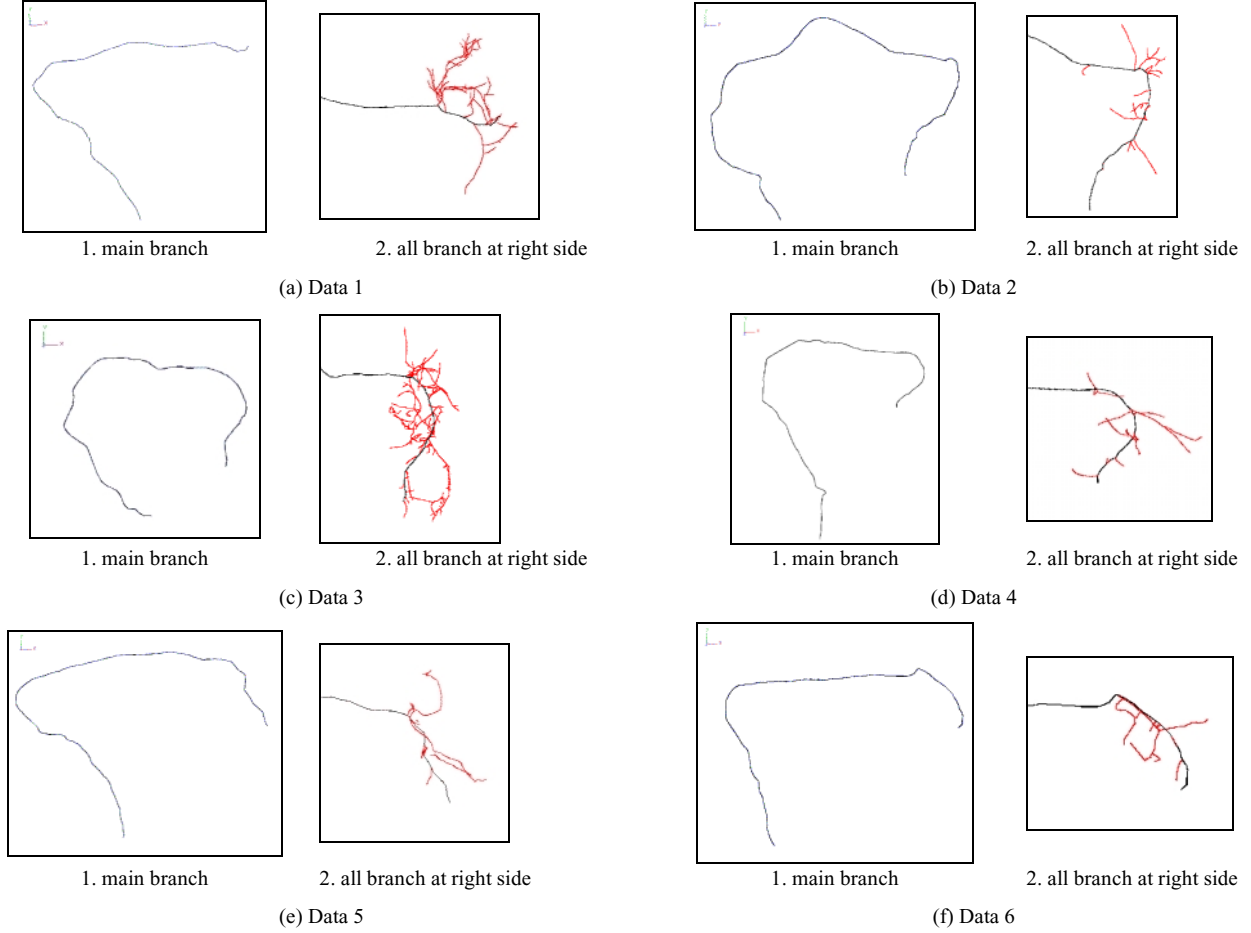 1. main branch
2. all branch at right side
1. main branch
2. all branch at right side
(a) Data 1
(b) Data 2
1. main branch
2. all branch at right side
1. main branch
2. all branch at right side
(c) Data 3
(d) Data 4
1. main branch
2. all branch at right side
1. main branch
2. all branch at right side
(e) Data 5
(f) Data 6